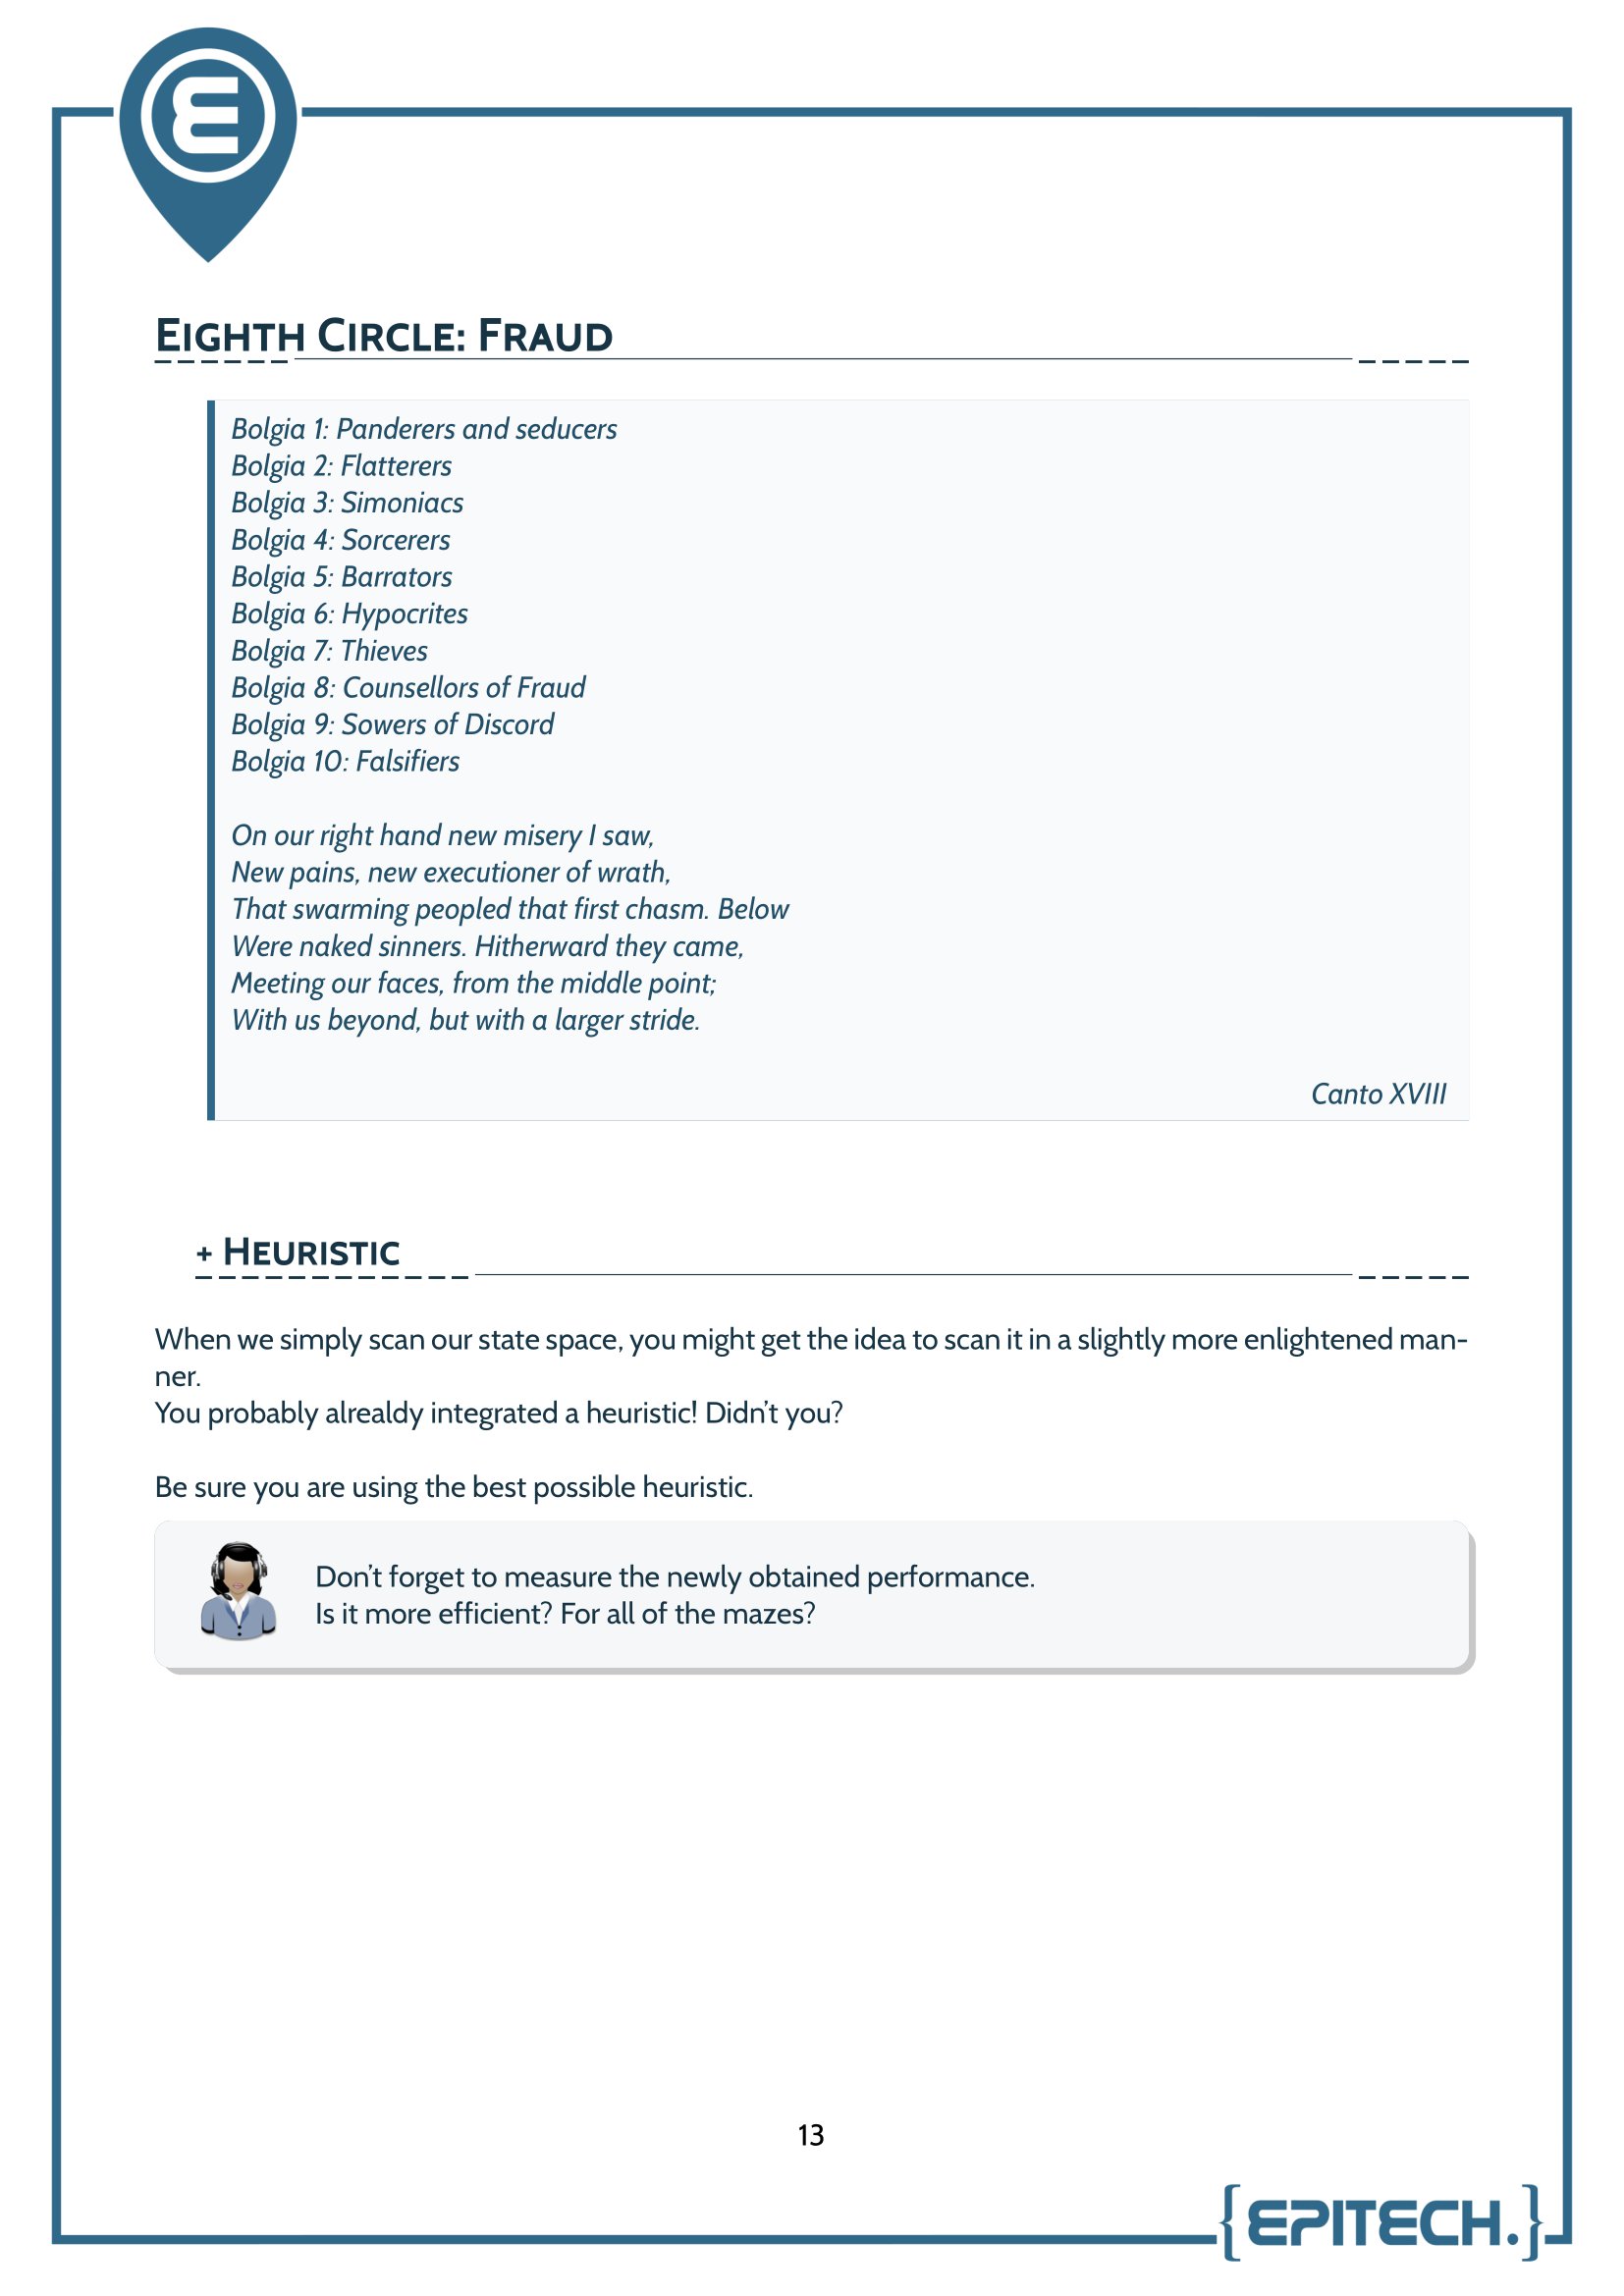 EIGHTH CIRCLE: FRAUD
Bolgia 1: Panderers and seducers
Bolgia 2: Flatterers
Bolgia 3: Simoniacs
Bolgia 4: Sorcerers
Bolgia 5: Barrators
Bolgia 6: Hypocrites
Bolgia 7: Thieves
Bolgia 8: Counsellors of Fraud
Bolgia 9: Sowers of Discord
Bolgia 10: Falsifiers
On our right hand new misery I saw,
New pains, new executioner of wrath,
That swarming peopled that first chasm. Below
Were naked sinners. Hitherward they came,
Meeting our faces, from the middle point;
With us beyond, but with a larger stride.
Canto XVIII
+ HEURISTIC
When we simply scan our state space, you might get the idea to scan it in a slightly more enlightened man-
ner.
You probably alrealdy integrated a heuristic! Didn’t you?
Be sure you are using the best possible heuristic.
Don’t forget to measure the newly obtained performance.
Is it more efficient? For all of the mazes?
13
{EPITECH.}